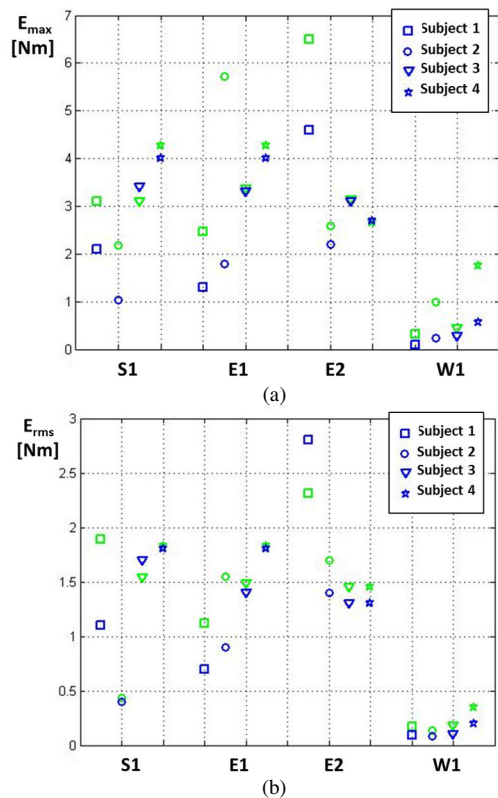 E_max
[Nm]
7
6
5
4
3
2
1
0
Subject 1
Subject 2
Subject 3
Subject 4
S1 E1 E2 W1
(a)
E_rms
[Nm]
3
2.5
2
1.5
1
0.5
0
Subject 1
Subject 2
Subject 3
Subject 4
S1 E1 E2 W1
(b)